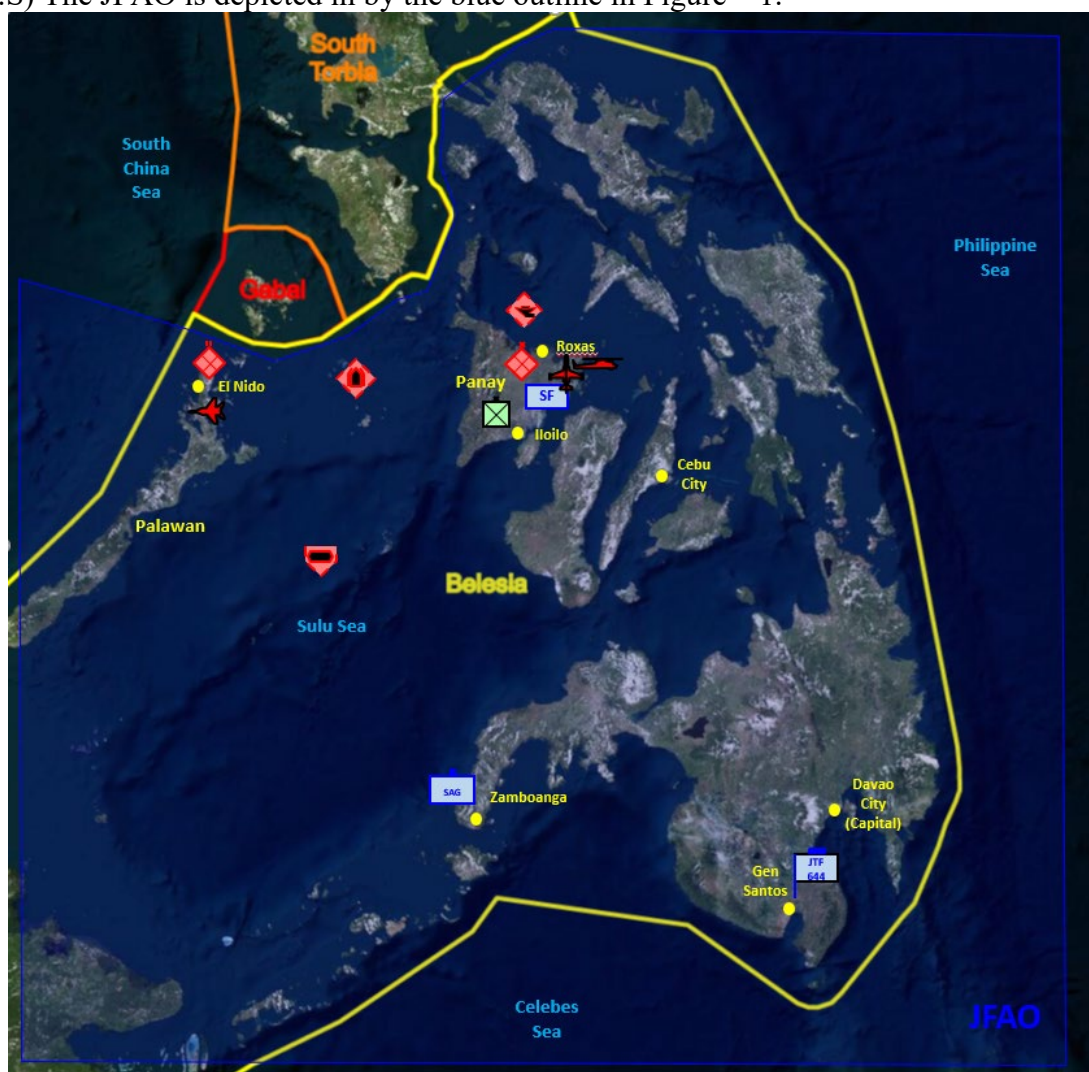 .S) The JFAO is depicted in by the blue outline in Figure – 1.
South
Torbia
South
China
Sea
Philippine
Sea
Gabal
Roxas
El Nido
Panay
SF
Iloilo
Cebu
City
Palawan
Belesia
Sulu Sea
SAG
Zamboanga
Davao
City
(Capital)
JTF
644
Gen
Santos
Celebes
Sea
JFAO